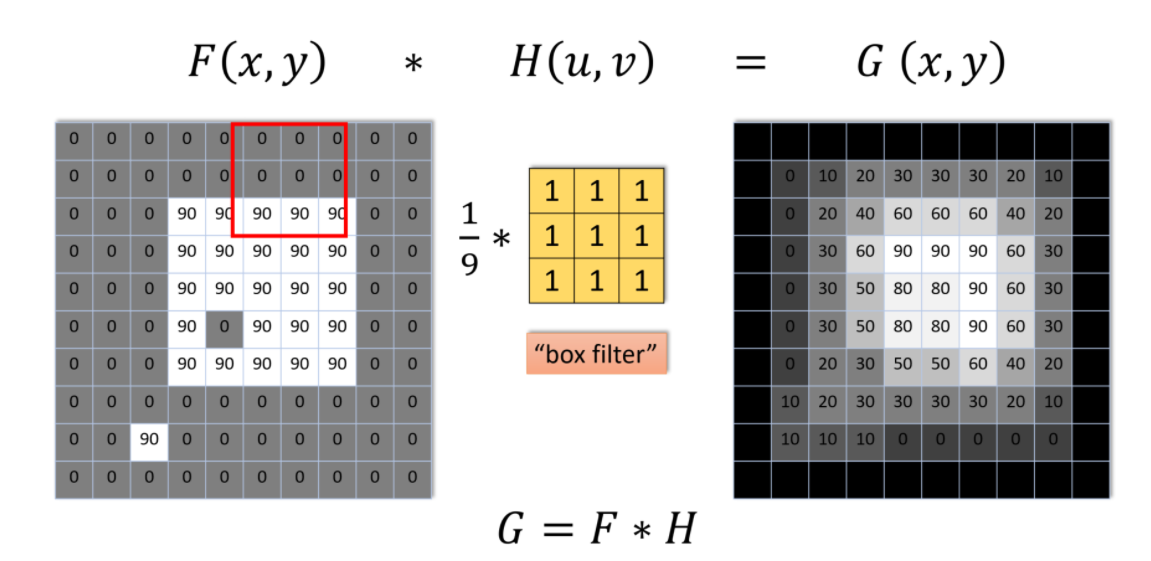 F(x, y) * H(u, v) = G (x, y)
0 0 0 0 0 0 0 0 0 0
0 0 0 0 0 0 0 0 0 0
0 0 0 90 90 90 90 90 0 0
0 0 0 90 90 90 90 90 0 0
0 0 0 90 90 90 90 90 0 0
0 0 0 90 0 90 90 90 0 0
0 0 0 90 90 90 90 90 0 0
0 0 0 0 0 0 0 0 0 0
0 0 90 0 0 0 0 0 0 0
0 0 0 0 0 0 0 0 0 0
1/9 *
1 1 1
1 1 1
1 1 1
“box filter”
0 10 20 30 30 30 20 10
0 20 40 60 60 60 40 20
0 30 60 90 90 90 60 30
0 30 50 80 80 90 60 30
0 30 50 80 80 90 60 30
0 20 30 50 50 60 40 20
10 20 30 30 30 30 20 10
10 10 10 0 0 0 0 0
G = F * H